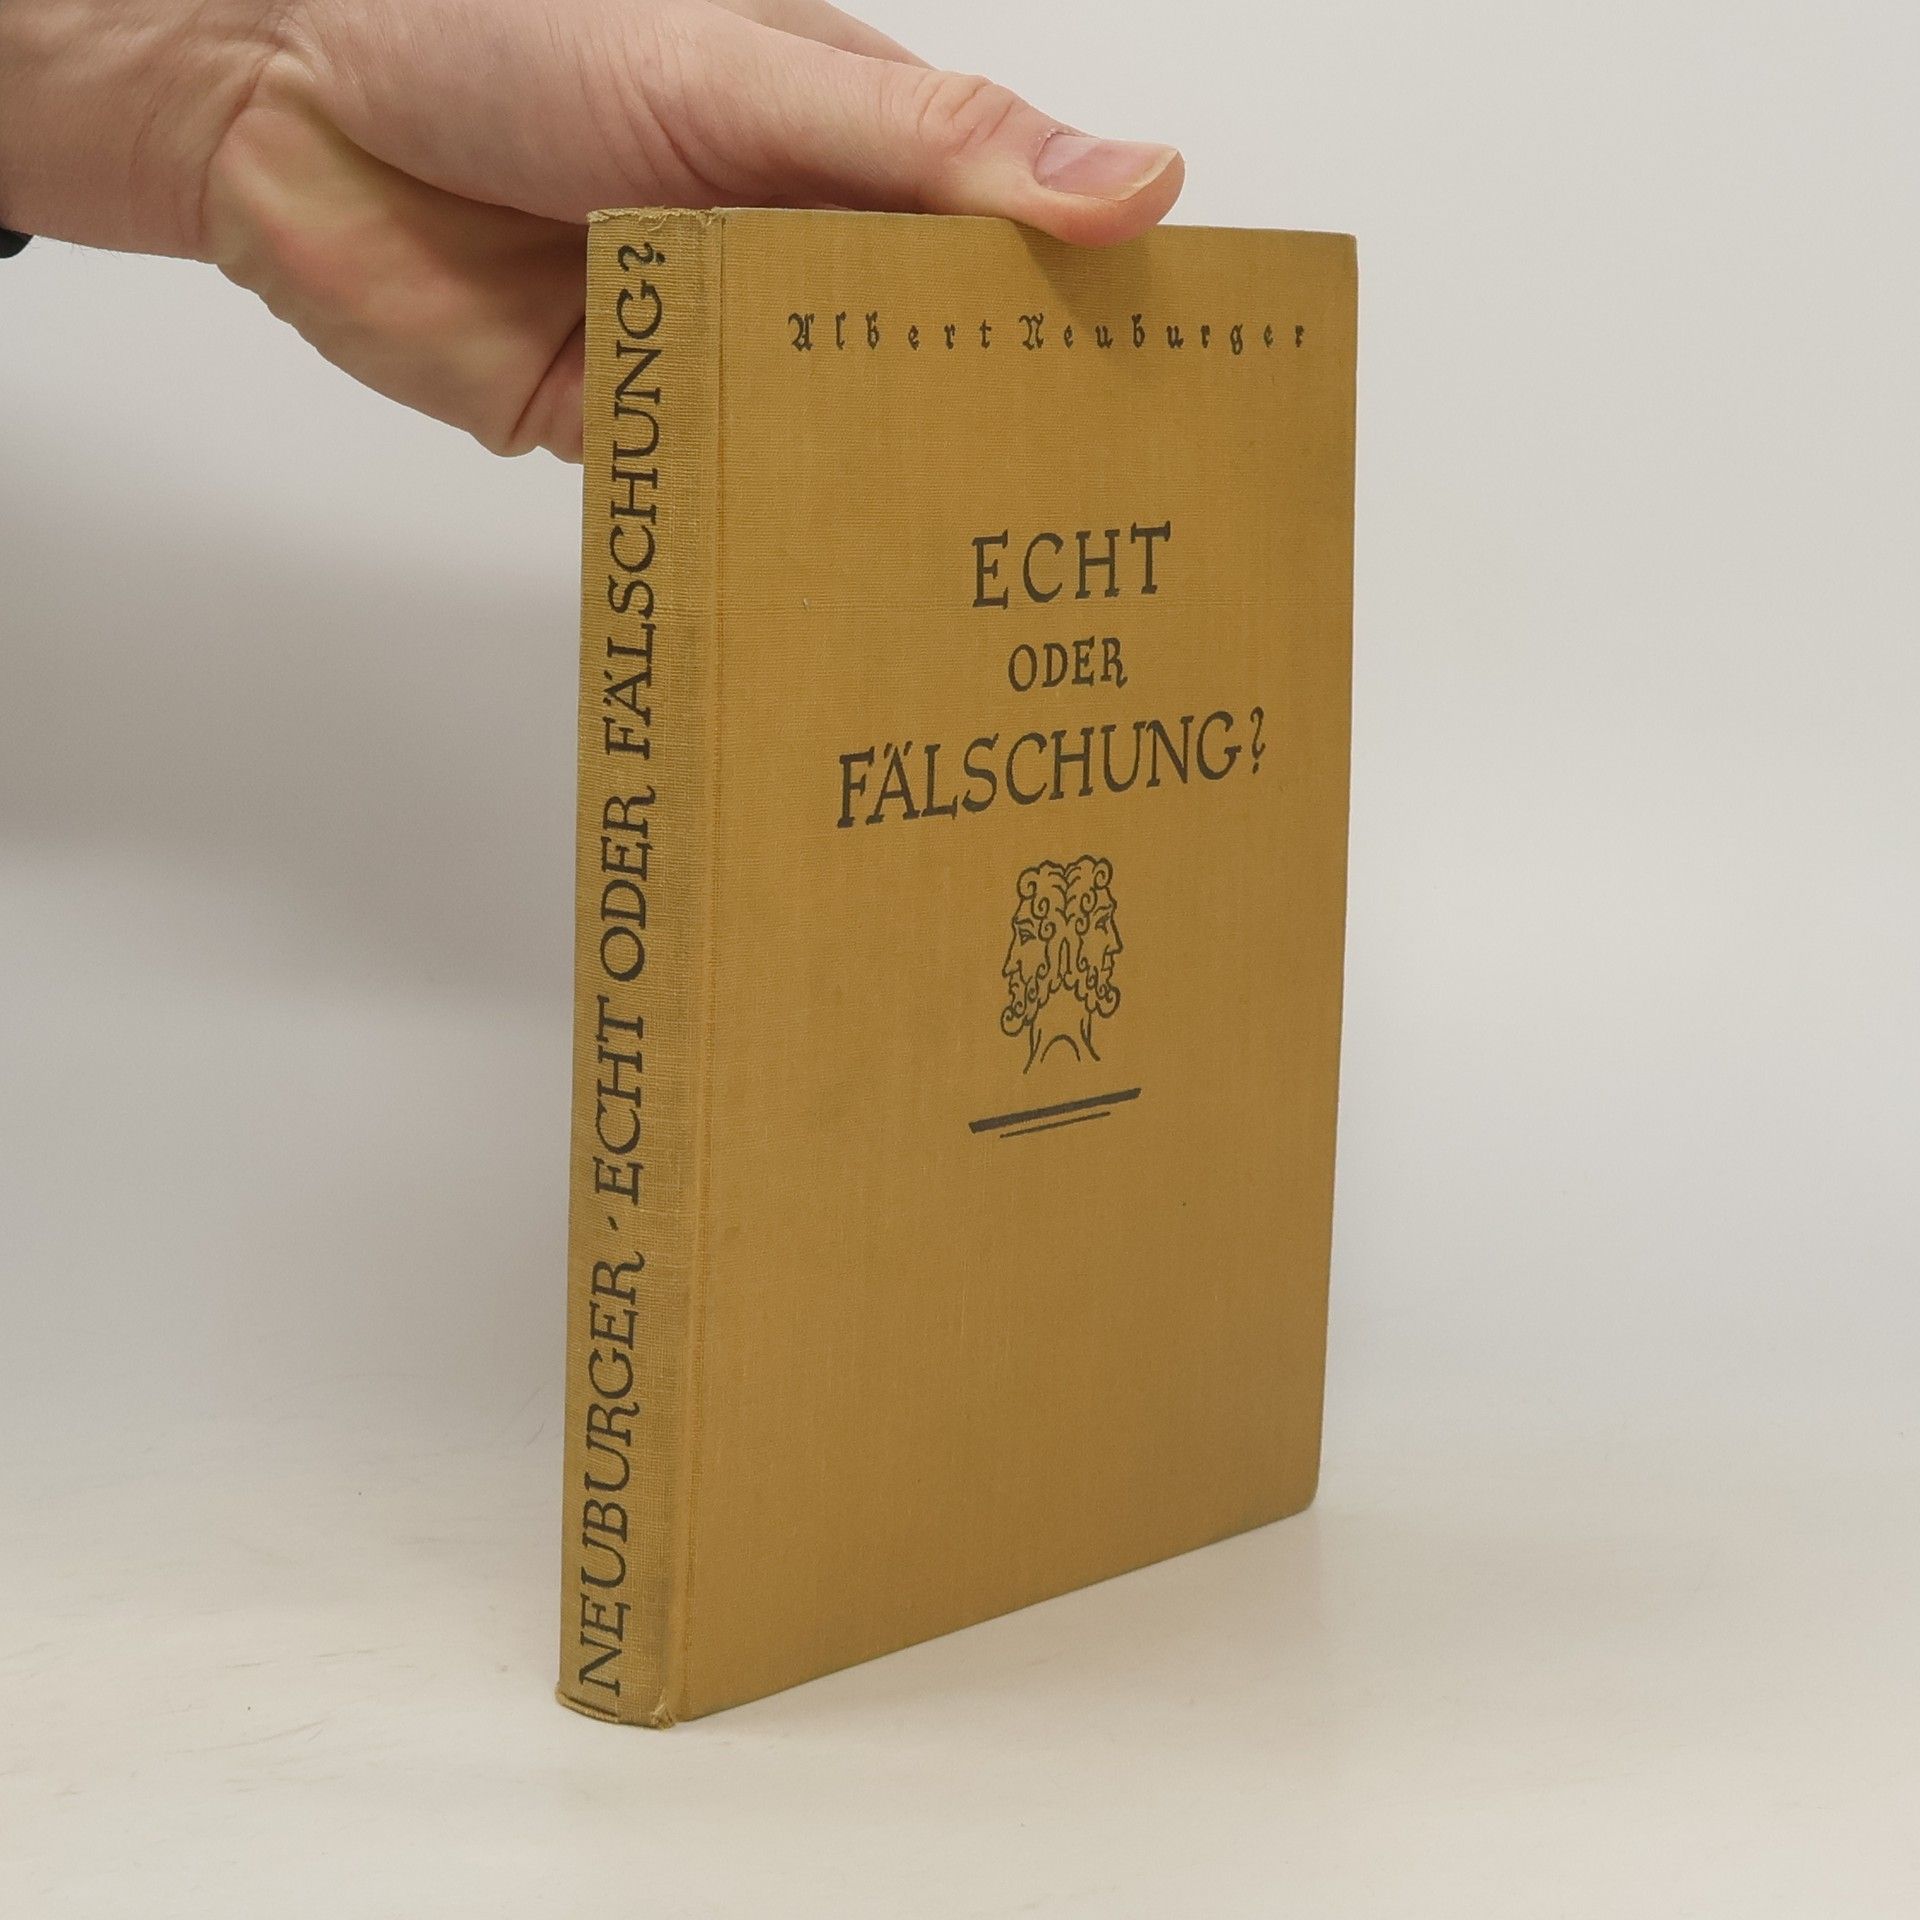 NEUBURGER · ECHT ODER FÄLSCHUNG?
Albert Neuburger
ECHT
ODER
FÄLSCHUNG?